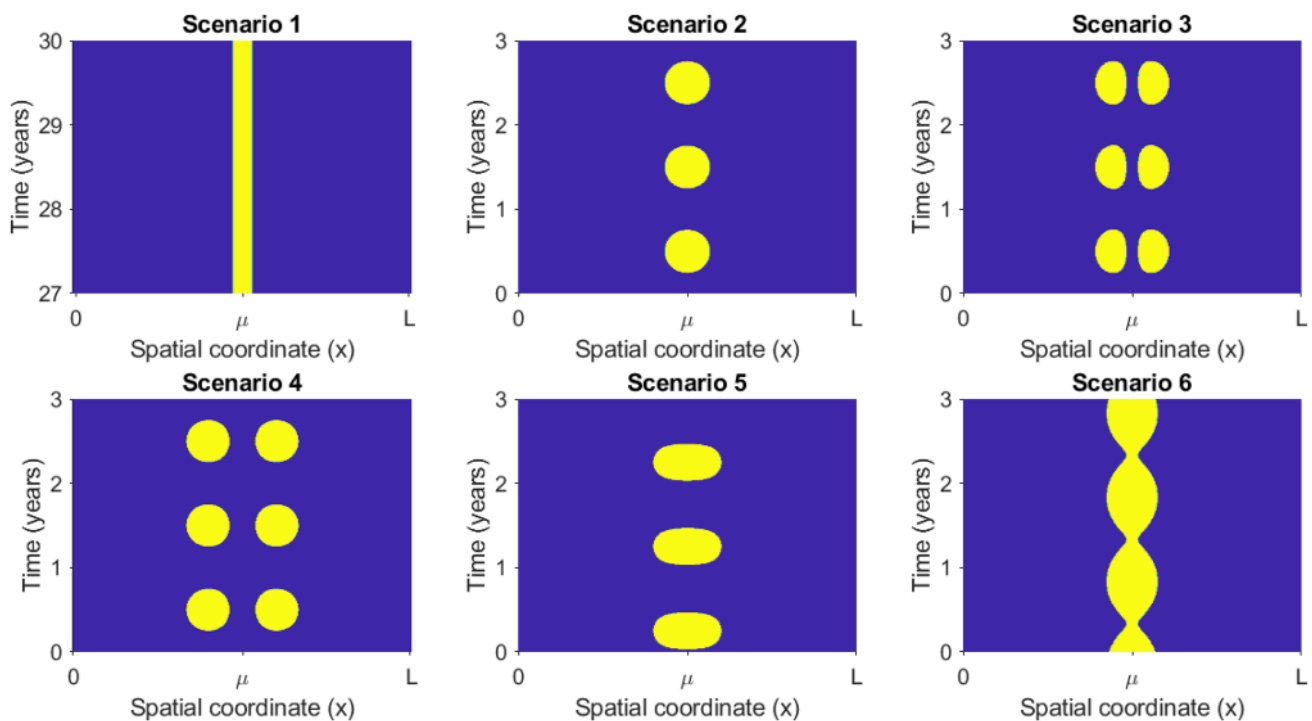 Scenario 1
Time (years)
30
29
28
27
0
μ
L
Spatial coordinate (x)
Scenario 2
Time (years)
3
2
1
0
0
μ
L
Spatial coordinate (x)
Scenario 3
Time (years)
3
2
1
0
0
μ
L
Spatial coordinate (x)
Scenario 4
Time (years)
3
2
1
0
0
μ
L
Spatial coordinate (x)
Scenario 5
Time (years)
3
2
1
0
0
μ
L
Spatial coordinate (x)
Scenario 6
Time (years)
3
2
1
0
0
μ
L
Spatial coordinate (x)